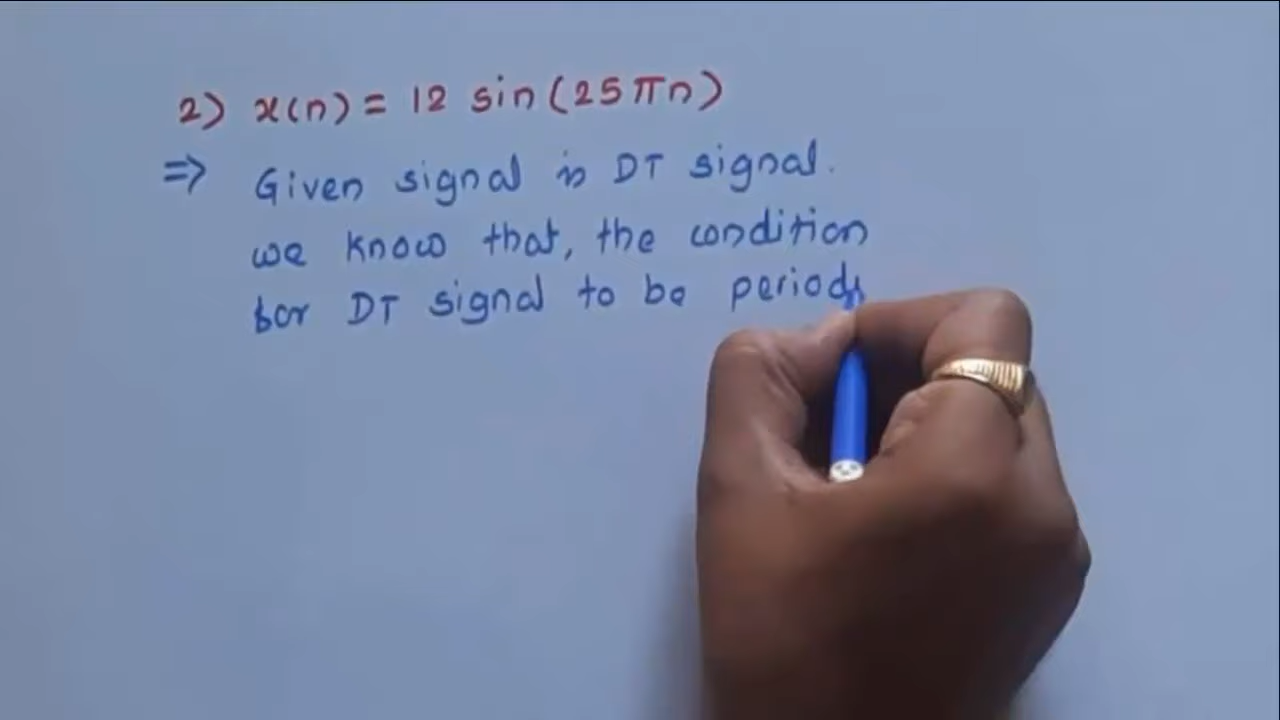 2) x(n) = 12 sin(25πn)
⇒ Given signal is DT signal.
we know that, the condition
for DT signal to be periodi